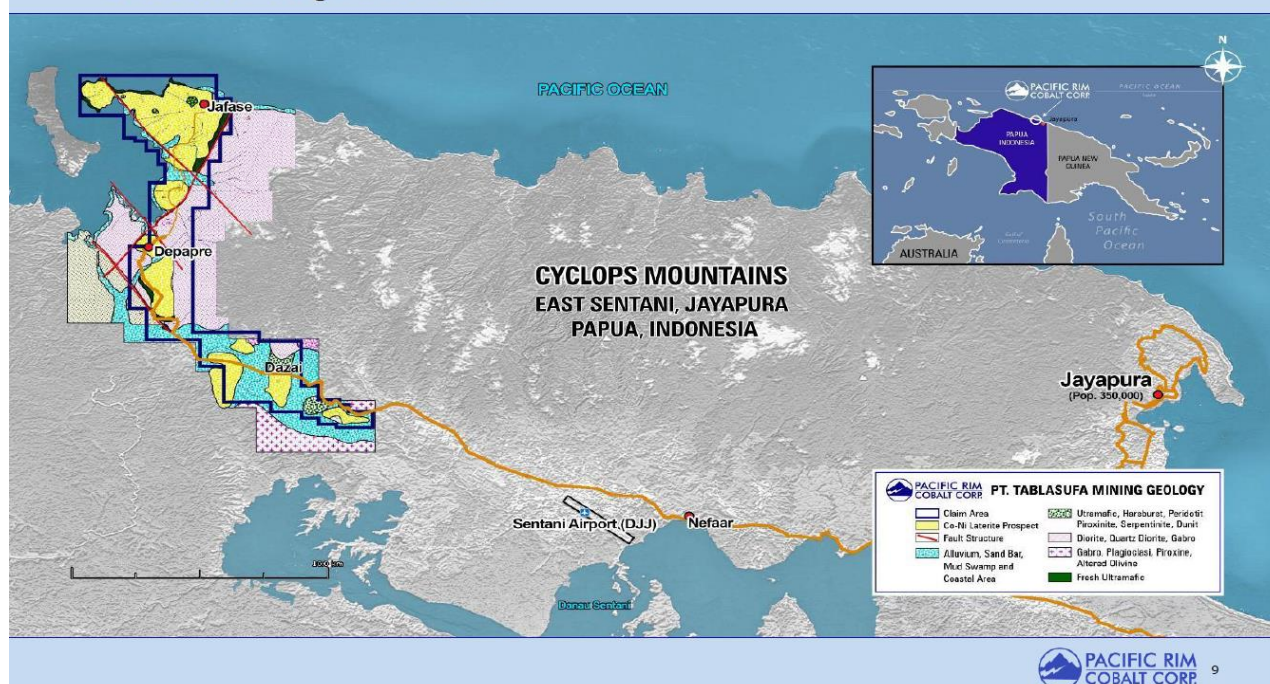 N
PACIFIC OCEAN
Jafase
Depapre
Dazai
CYCLOPS MOUNTAINS
EAST SENTANI, JAYAPURA
PAPUA, INDONESIA
PACIFIC RIM
COBALT CORP.
PACIFIC OCEAN
Jayapura
PAPUA
INDONESIA
PAPUA NEW
GUINEA
South
Pacific
Ocean
AUSTRALIA
Jayapura
(Pop. 350,000)
Sentani Airport (DJJ)
Nefaar
Danau Sentani
PACIFIC RIM
COBALT CORP.
PT. TABLASUFA MINING GEOLOGY
Claim Area
Co-Ni Laterite Prospect
Fault Structure
Alluvium, Sand Bar,
Mud Swamp and
Coastal Area
Utramafic, Harsburst, Peridotit
Piroxinite, Serpentinite, Dunit
Diorite, Quartz Diorite, Gabro
Gabro, Plagioclasi, Piroxine,
Altered Olivine
Fresh Ultramafic
PACIFIC RIM
COBALT CORP.
9